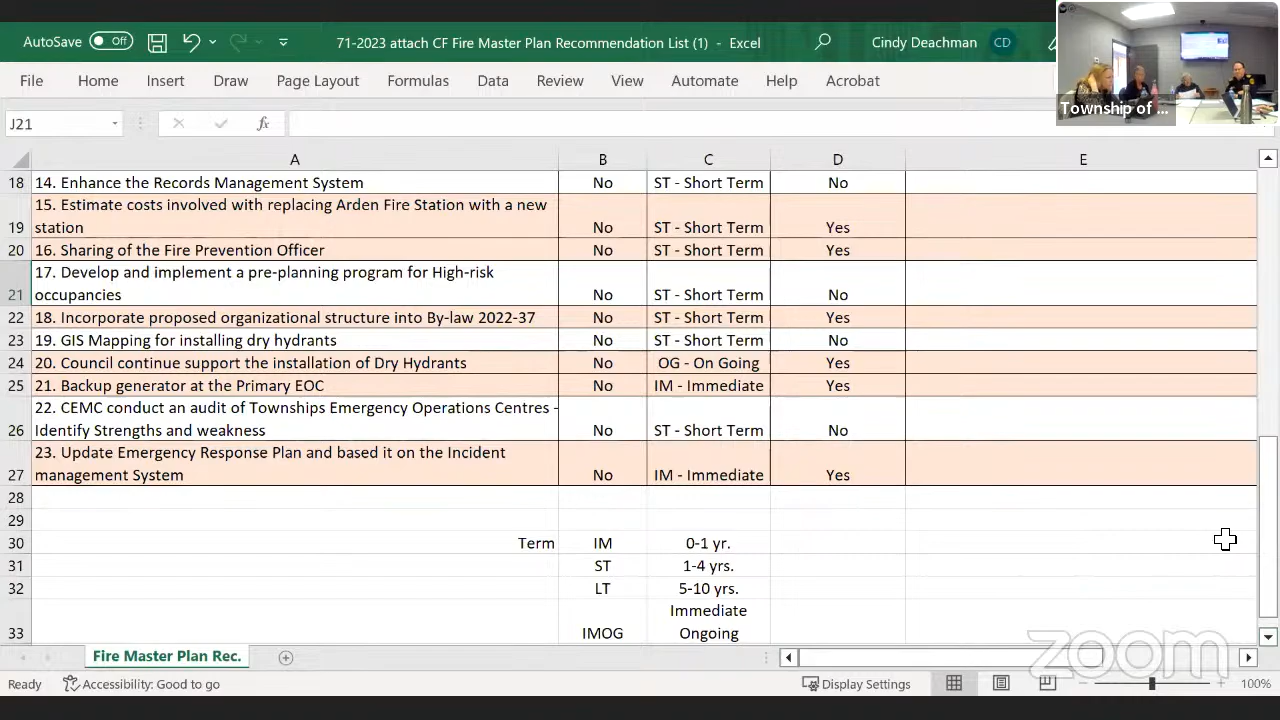 AutoSave Off 71-2023 attach CF Fire Master Plan Recommendation List (1) - Excel Cindy Deachman CD
File Home Insert Draw Page Layout Formulas Data Review View Automate Help Acrobat
Township of ...
J21 fx
A B C D E
18 14. Enhance the Records Management System No ST - Short Term No
15. Estimate costs involved with replacing Arden Fire Station with a new
19 station No ST - Short Term Yes
20 16. Sharing of the Fire Prevention Officer No ST - Short Term Yes
17. Develop and implement a pre-planning program for High-risk
21 occupancies No ST - Short Term No
22 18. Incorporate proposed organizational structure into By-law 2022-37 No ST - Short Term Yes
23 19. GIS Mapping for installing dry hydrants No ST - Short Term No
24 20. Council continue support the installation of Dry Hydrants No OG - On Going Yes
25 21. Backup generator at the Primary EOC No IM - Immediate Yes
22. CEMC conduct an audit of Townships Emergency Operations Centres -
26 Identify Strengths and weakness No ST - Short Term No
23. Update Emergency Response Plan and based it on the Incident
27 management System No IM - Immediate Yes
28
29
30 Term IM 0-1 yr.
31 ST 1-4 yrs.
32 LT 5-10 yrs.
Immediate
33 IMOG Ongoing
Fire Master Plan Rec.
zoom
Ready Accessibility: Good to go Display Settings 100%